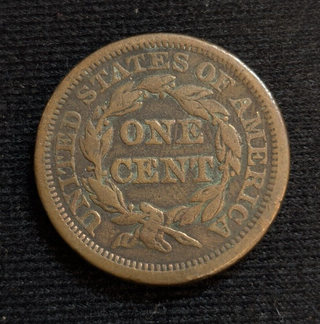 UNITED STATES OF AMERICA
ONE
CENT